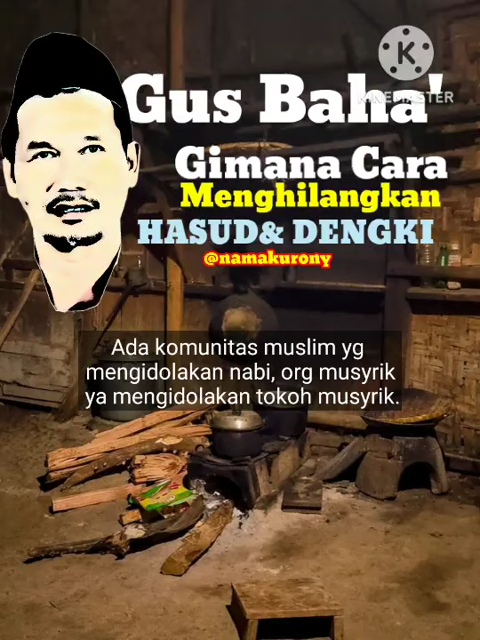 K
KINEMASTER
Gus Baha'
Gimana Cara
Menghilangkan
HASUD& DENGKI
@namakurony
Ada komunitas muslim yg
mengidolakan nabi, org musyrik
ya mengidolakan tokoh musyrik.